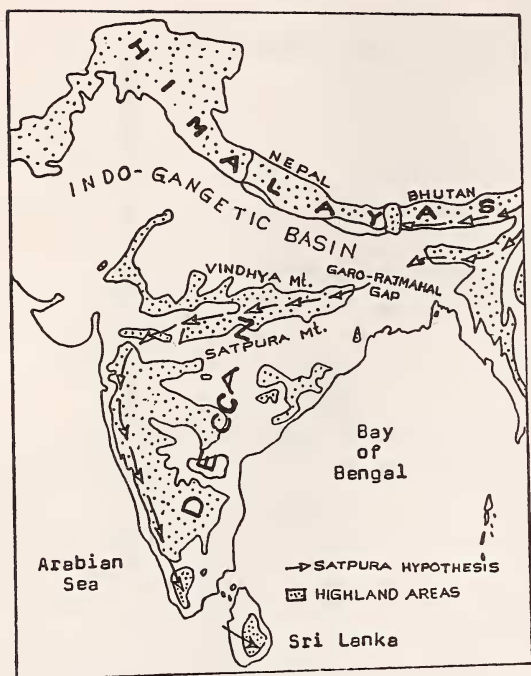 HIMALAYAS
NEPAL
BHUTAN
INDO-GANGETIC BASIN
VINDHYA Mt.
GARO-RAJMAHAL
GAP
SATPURA Mt.
DECCAN
Bay
of
Bengal
Arabian
Sea
SATPURA HYPOTHESIS
HIGHLAND AREAS
Sri Lanka